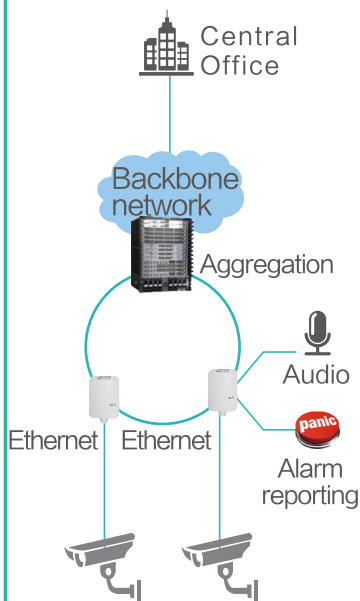 Central
Office
Backbone
network
Aggregation
Audio
panic
Ethernet
Ethernet
Alarm
reporting